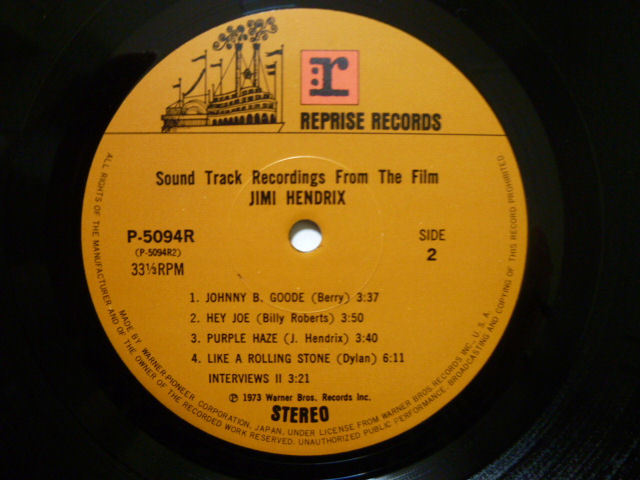 r
REPRISE RECORDS
Sound Track Recordings From The Film
JIMI HENDRIX
P-5094R
(P-5094R2)
33⅓RPM
SIDE
2
1. JOHNNY B. GOODE (Berry) 3:37
2. HEY JOE (Billy Roberts) 3:50
3. PURPLE HAZE (J. Hendrix) 3:40
4. LIKE A ROLLING STONE (Dylan) 6:11
INTERVIEWS II 3:21
℗ 1973 Warner Bros. Records Inc.
STEREO
MADE BY WARNER-PIONEER CORPORATION, JAPAN, UNDER LICENSE FROM WARNER BROS. RECORDS INC., U.S.A.
ALL RIGHTS OF THE MANUFACTURER AND OF THE OWNER OF THE RECORDED WORK RESERVED. UNAUTHORIZED PUBLIC PERFORMANCE, BROADCASTING AND COPYING OF THIS RECORD PROHIBITED